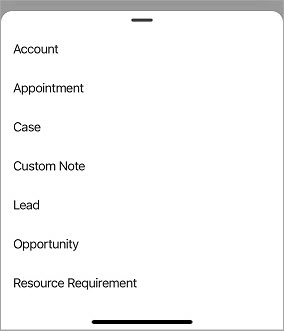 Account
Appointment
Case
Custom Note
Lead
Opportunity
Resource Requirement